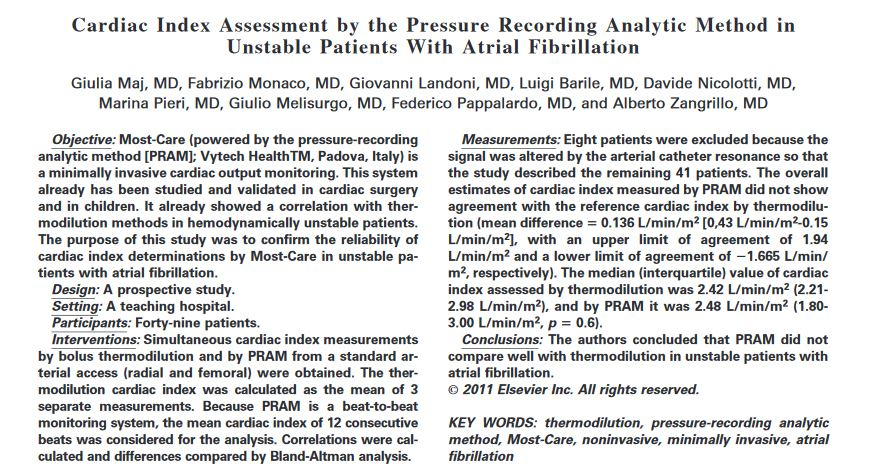 Cardiac Index Assessment by the Pressure Recording Analytic Method in
Unstable Patients With Atrial Fibrillation
Giulia Maj, MD, Fabrizio Monaco, MD, Giovanni Landoni, MD, Luigi Barile, MD, Davide Nicolotti, MD,
Marina Pieri, MD, Giulio Melisurgo, MD, Federico Pappalardo, MD, and Alberto Zangrillo, MD
Objective: Most-Care (powered by the pressure-recording
analytic method [PRAM]; Vytech HealthTM, Padova, Italy) is
a minimally invasive cardiac output monitoring. This system
already has been studied and validated in cardiac surgery
and in children. It already showed a correlation with ther-
modilution methods in hemodynamically unstable patients.
The purpose of this study was to confirm the reliability of
cardiac index determinations by Most-Care in unstable pa-
tients with atrial fibrillation.
Design: A prospective study.
Setting: A teaching hospital.
Participants: Forty-nine patients.
Interventions: Simultaneous cardiac index measurements
by bolus thermodilution and by PRAM from a standard ar-
terial access (radial and femoral) were obtained. The ther-
modilution cardiac index was calculated as the mean of 3
separate measurements. Because PRAM is a beat-to-beat
monitoring system, the mean cardiac index of 12 consecutive
beats was considered for the analysis. Correlations were cal-
culated and differences compared by Bland-Altman analysis.
Measurements: Eight patients were excluded because the
signal was altered by the arterial catheter resonance so that
the study described the remaining 41 patients. The overall
estimates of cardiac index measured by PRAM did not show
agreement with the reference cardiac index by thermodilu-
tion (mean difference = 0.136 L/min/m² [0,43 L/min/m²-0.15
L/min/m²], with an upper limit of agreement of 1.94
L/min/m² and a lower limit of agreement of −1.665 L/min/
m², respectively). The median (interquartile) value of cardiac
index assessed by thermodilution was 2.42 L/min/m² (2.21-
2.98 L/min/m²), and by PRAM it was 2.48 L/min/m² (1.80-
3.00 L/min/m², p = 0.6).
Conclusions: The authors concluded that PRAM did not
compare well with thermodilution in unstable patients with
atrial fibrillation.
© 2011 Elsevier Inc. All rights reserved.
KEY WORDS: thermodilution, pressure-recording analytic
method, Most-Care, noninvasive, minimally invasive, atrial
fibrillation